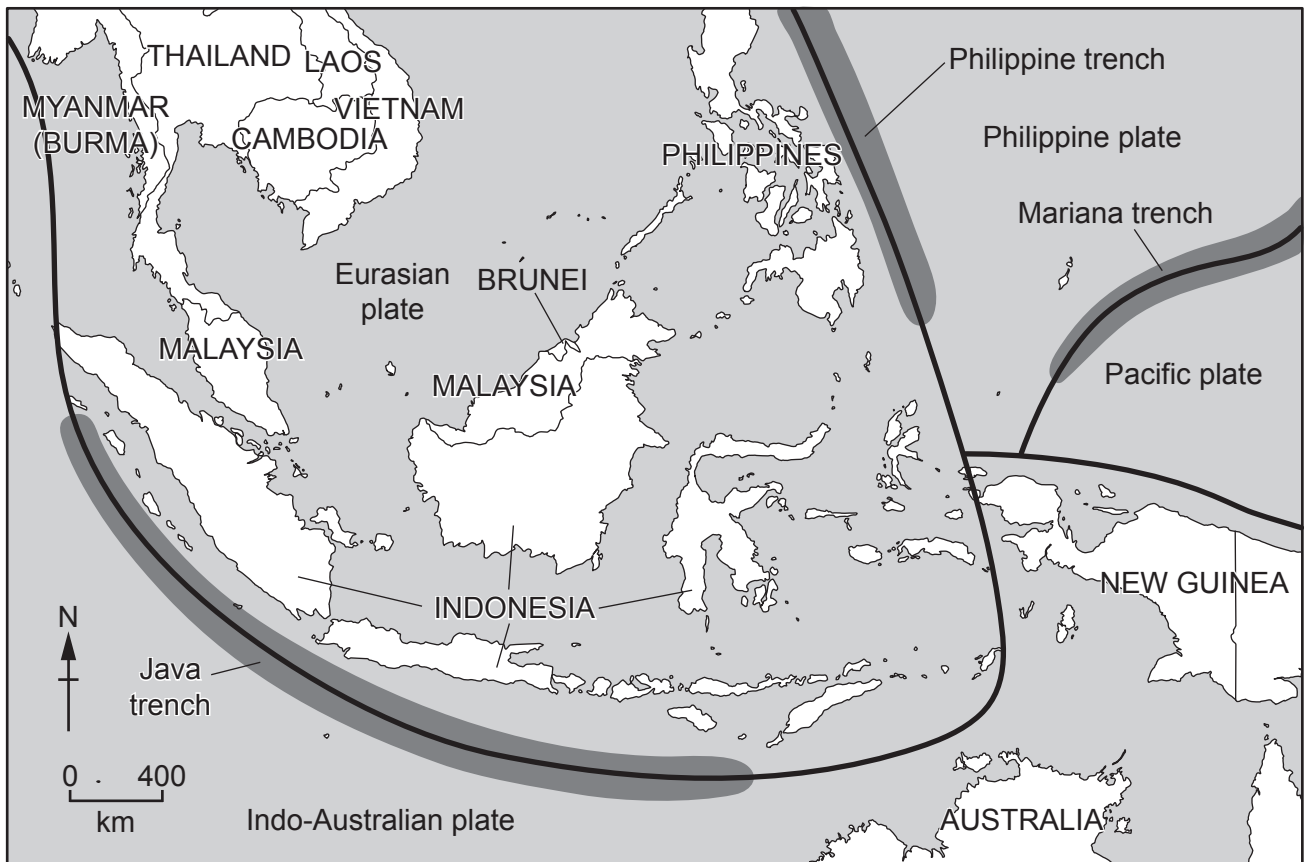 THAILAND
LAOS
MYANMAR
(BURMA)
VIETNAM
CAMBODIA
PHILIPPINES
Philippine trench
Philippine plate
Mariana trench
Eurasian
plate
BRUNEI
MALAYSIA
MALAYSIA
Pacific plate
INDONESIA
NEW GUINEA
N
Java
trench
0 400
km
Indo-Australian plate
AUSTRALIA